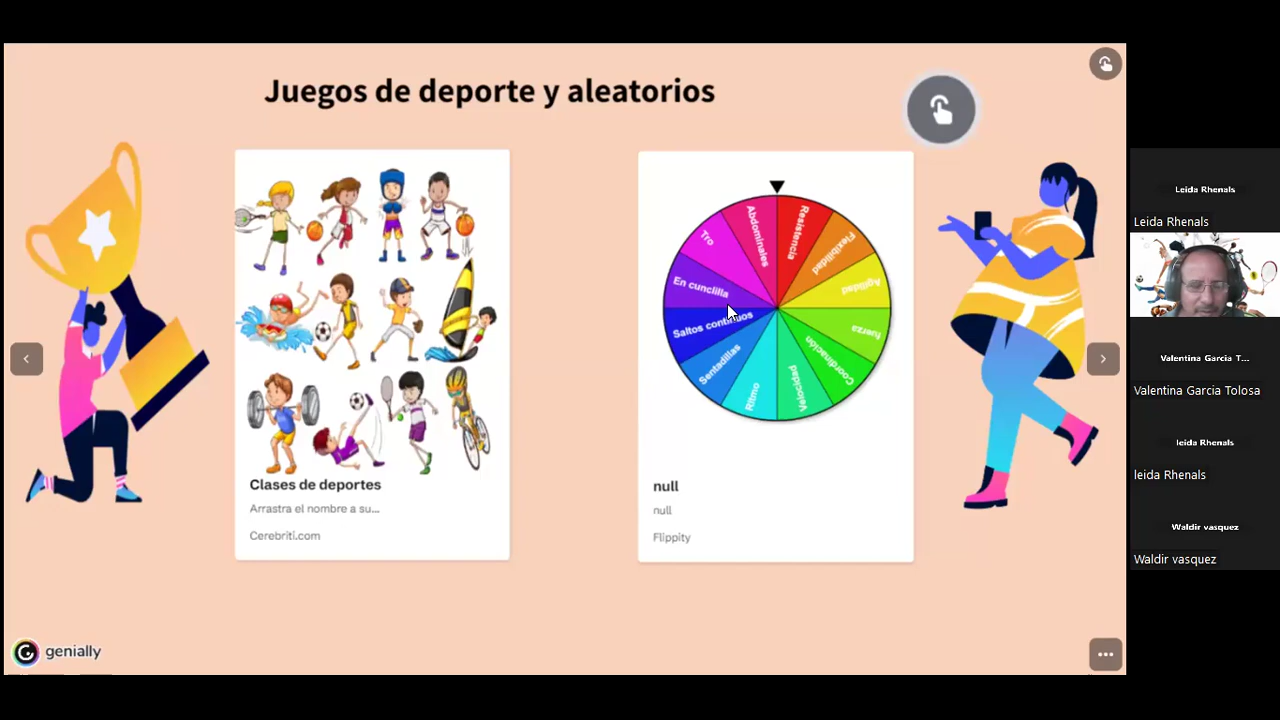 Juegos de deporte y aleatorios
Clases de deportes
Arrastra el nombre a su...
Cerebriti.com
Resistencia
Flexibilidad
Agilidad
fuerza
Coordinación
Velocidad
Ritmo
Sentadillas
Saltos continuos
En cunclilla
Tro
Abdominales
null
null
Flippity
genially
Leida Rhenals
Leida Rhenals
Valentina Garcia T...
Valentina Garcia Tolosa
leida Rhenals
leida Rhenals
Waldir vasquez
Waldir vasquez